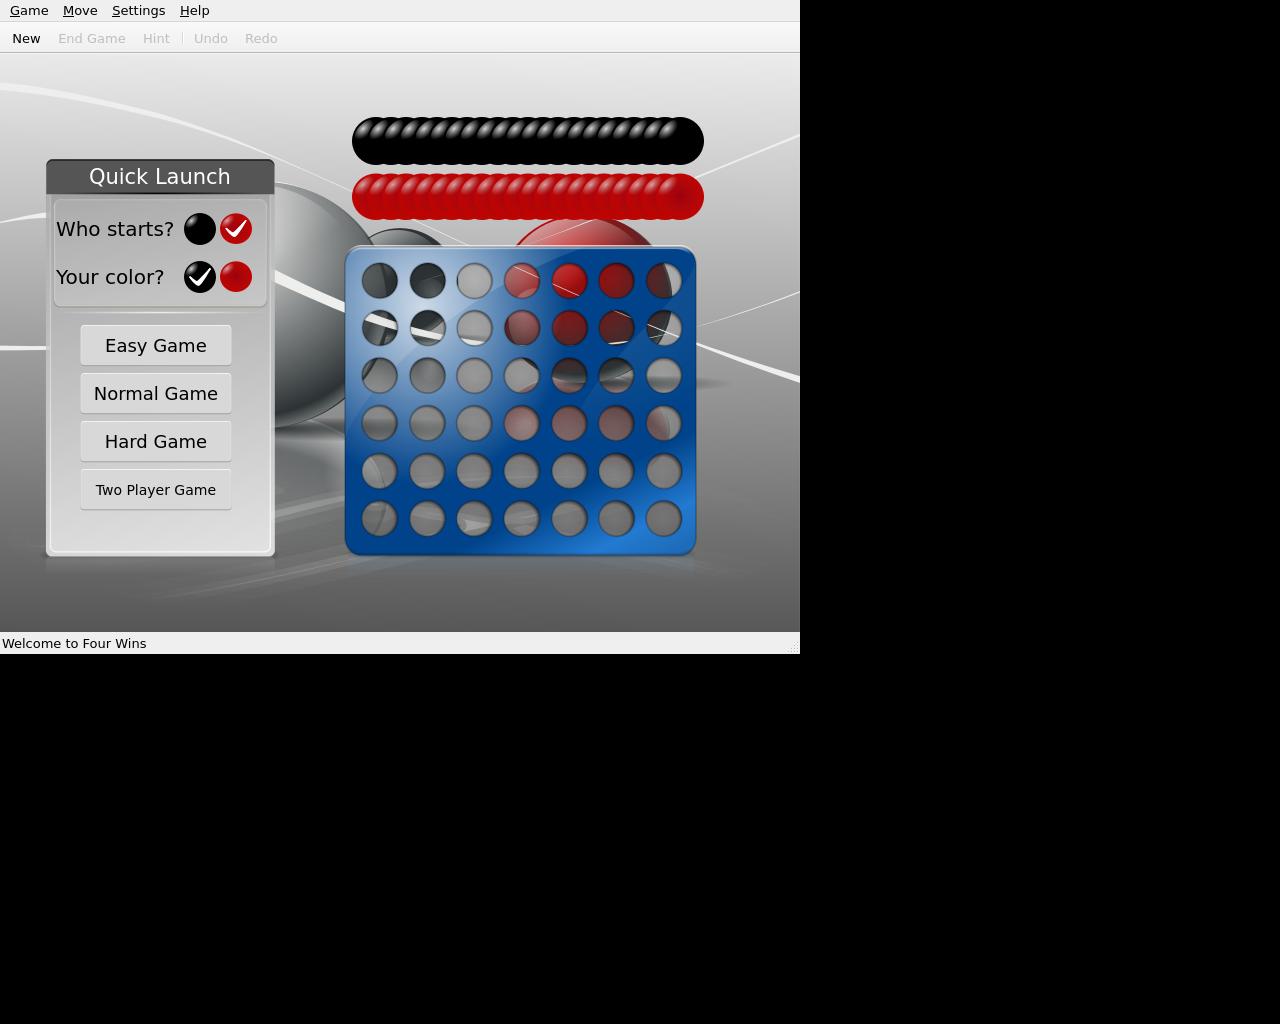 Game Move Settings Help
New End Game Hint Undo Redo
Quick Launch
Who starts?
Your color?
Easy Game
Normal Game
Hard Game
Two Player Game
Welcome to Four Wins